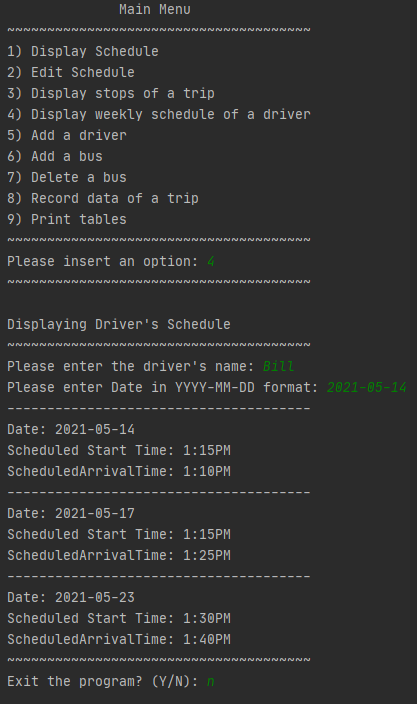 Main Menu
~~~~~~~~~~~~~~~~~~~~~~~~~~~~~~~~~~~~~~
1) Display Schedule
2) Edit Schedule
3) Display stops of a trip
4) Display weekly schedule of a driver
5) Add a driver
6) Add a bus
7) Delete a bus
8) Record data of a trip
9) Print tables
~~~~~~~~~~~~~~~~~~~~~~~~~~~~~~~~~~~~~~
Please insert an option: 4
~~~~~~~~~~~~~~~~~~~~~~~~~~~~~~~~~~~~~~
Displaying Driver's Schedule
~~~~~~~~~~~~~~~~~~~~~~~~~~~~~~~~~~~~~~
Please enter the driver's name: Bill
Please enter Date in YYYY-MM-DD format: 2021-05-14
--------------------------------------
Date: 2021-05-14
Scheduled Start Time: 1:15PM
ScheduledArrivalTime: 1:10PM
--------------------------------------
Date: 2021-05-17
Scheduled Start Time: 1:15PM
ScheduledArrivalTime: 1:25PM
--------------------------------------
Date: 2021-05-23
Scheduled Start Time: 1:30PM
ScheduledArrivalTime: 1:40PM
~~~~~~~~~~~~~~~~~~~~~~~~~~~~~~~~~~~~~~
Exit the program? (Y/N): n